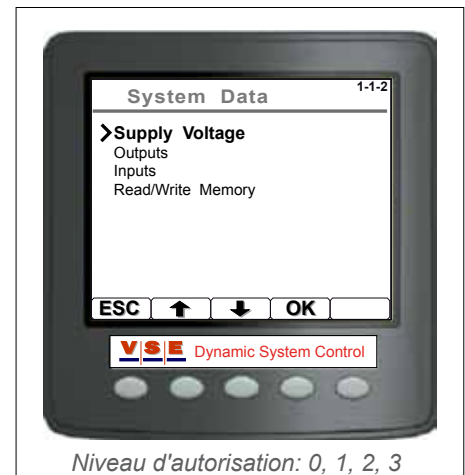 System Data
1-1-2
Supply Voltage
Outputs
Inputs
Read/Write Memory
ESC OK
VSE Dynamic System Control
Niveau d'autorisation: 0, 1, 2, 3